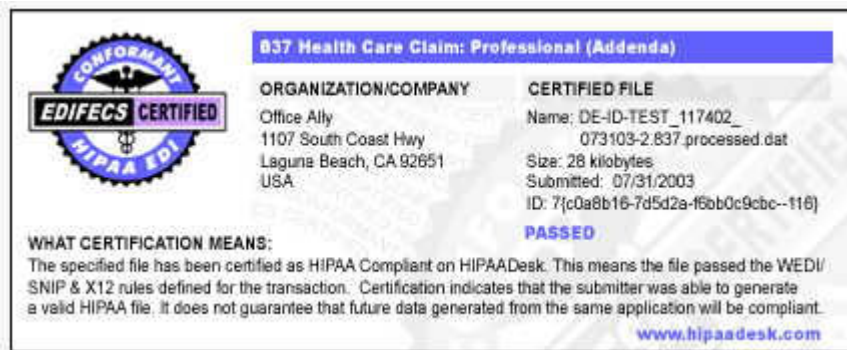 CONFORMANT
EDIFECS CERTIFIED
HIPAA EDI
837 Health Care Claim: Professional (Addenda)
ORGANIZATION/COMPANY
Office Ally
1107 South Coast Hwy
Laguna Beach, CA 92651
USA
CERTIFIED FILE
Name: DE-ID-TEST_117402_
073103-2.837.processed.dat
Size: 28 kilobytes
Submitted: 07/31/2003
ID: 7{c0a8b16-7d5d2a-f6bb0c9cbc--116}
PASSED
WHAT CERTIFICATION MEANS:
The specified file has been certified as HIPAA Compliant on HIPAADesk. This means the file passed the WEDI/
SNIP & X12 rules defined for the transaction. Certification indicates that the submitter was able to generate
a valid HIPAA file. It does not guarantee that future data generated from the same application will be compliant.
www.hipaadesk.com